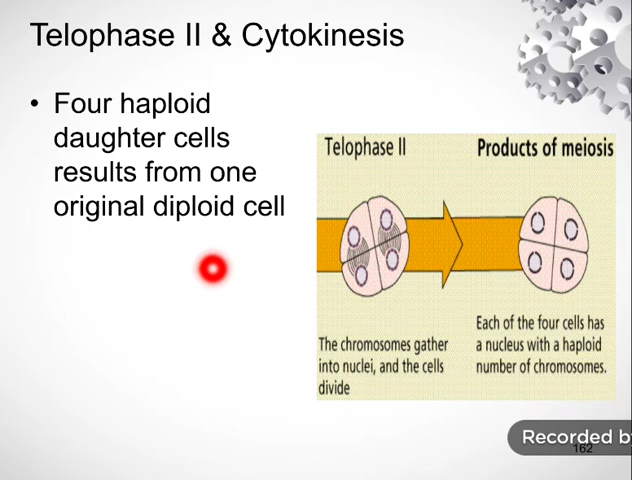 Telophase II & Cytokinesis
• Four haploid
daughter cells
results from one
original diploid cell
Telophase II
Products of meiosis
The chromosomes gather
into nuclei, and the cells
divide
Each of the four cells has
a nucleus with a haploid
number of chromosomes.
Recorded by
162